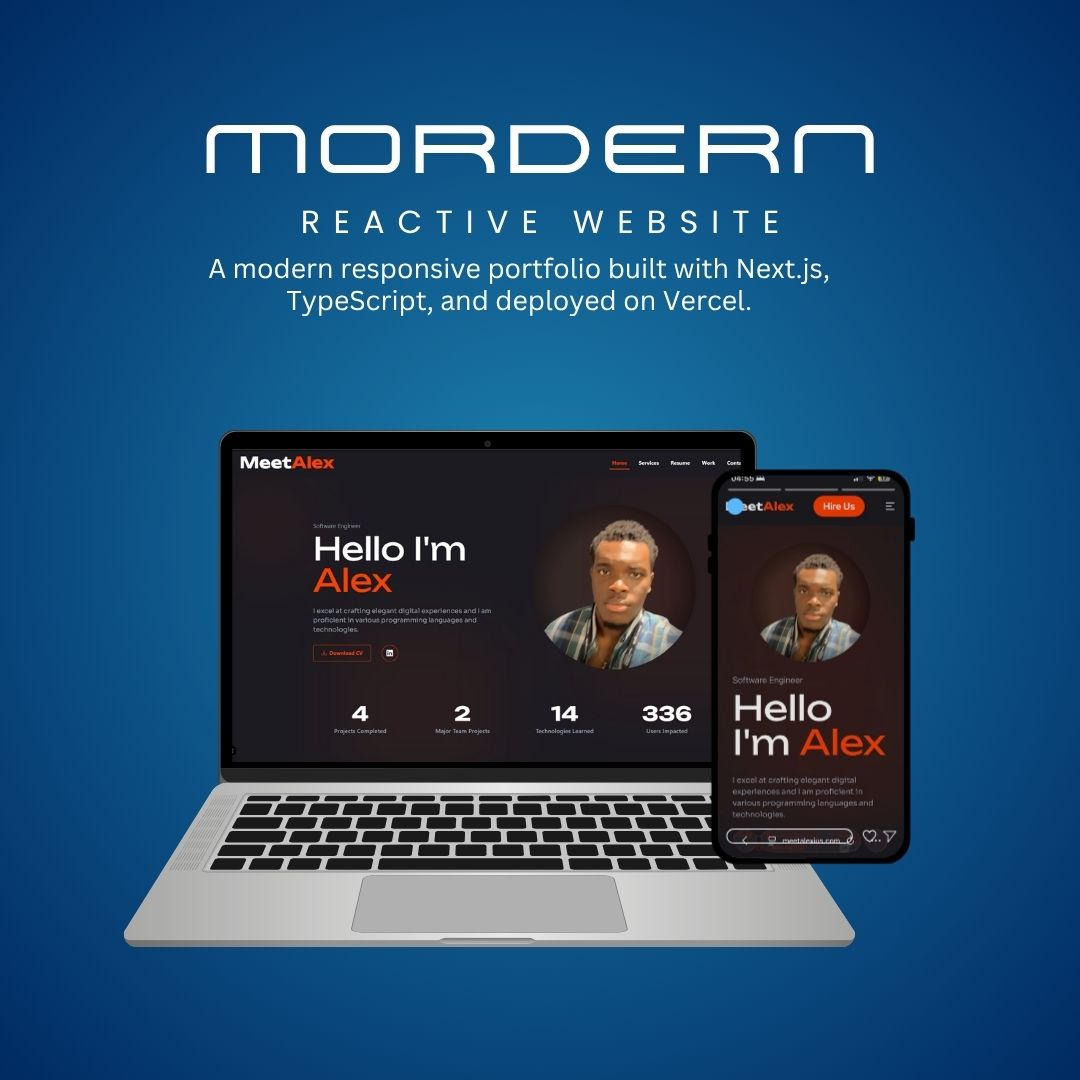 MORDERN
REACTIVE WEBSITE
A modern responsive portfolio built with Next.js,
TypeScript, and deployed on Vercel.
MeetAlex
Home Services Resume Work Conta
Software Engineer
Hello I'm
Alex
I excel at crafting elegant digital experiences and I am
proficient in various programming languages and
technologies.
Download CV in
4 2 14 336
Projects Completed Major Team Projects Technologies Learned Users Impacted
04:55
eetAlex Hire Us
Software Engineer
Hello
I'm Alex
I excel at crafting elegant digital
experiences and I am proficient in
various programming languages and
technologies.
meetalexius.com